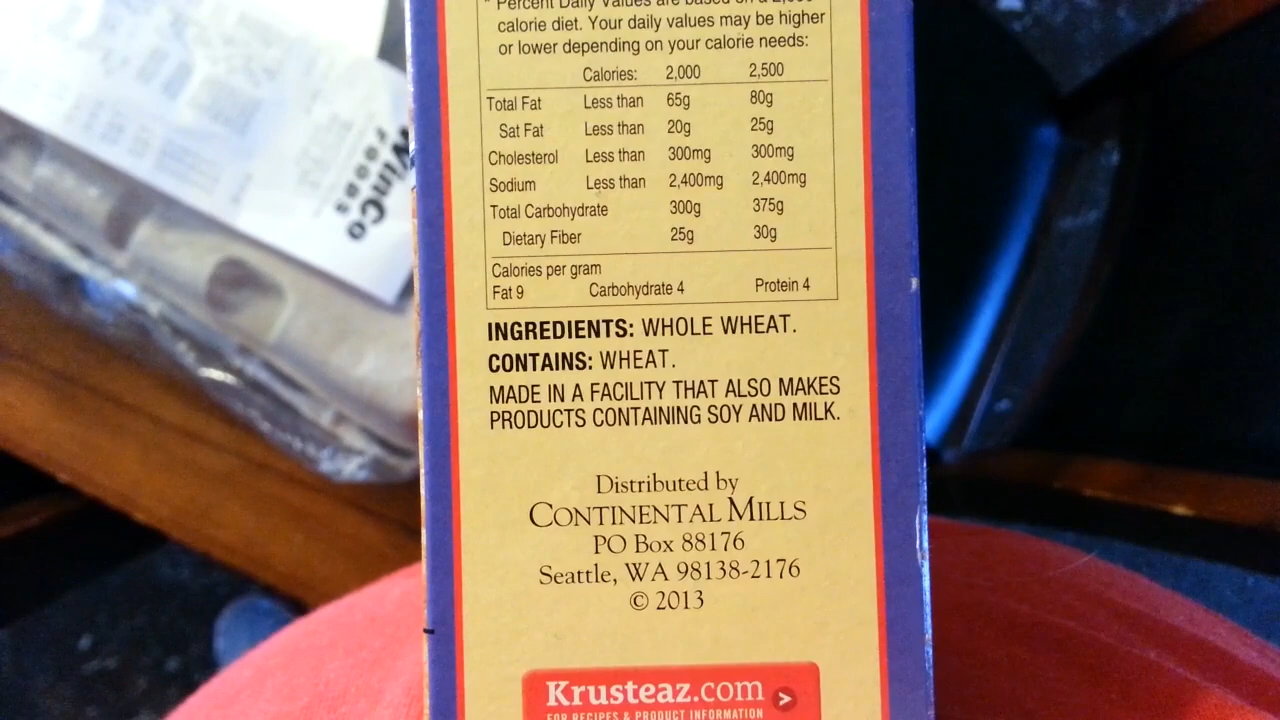 * Percent Daily Values are based on a 2,000
calorie diet. Your daily values may be higher
or lower depending on your calorie needs:
Calories: 2,000 2,500
Total Fat Less than 65g 80g
Sat Fat Less than 20g 25g
Cholesterol Less than 300mg 300mg
Sodium Less than 2,400mg 2,400mg
Total Carbohydrate 300g 375g
Dietary Fiber 25g 30g
Calories per gram
Fat 9 Carbohydrate 4 Protein 4
INGREDIENTS: WHOLE WHEAT.
CONTAINS: WHEAT.
MADE IN A FACILITY THAT ALSO MAKES
PRODUCTS CONTAINING SOY AND MILK.
Distributed by
CONTINENTAL MILLS
PO Box 88176
Seattle, WA 98138-2176
© 2013
Krusteaz.com >
FOR RECIPES & PRODUCT INFORMATION
WinCo
FOODS